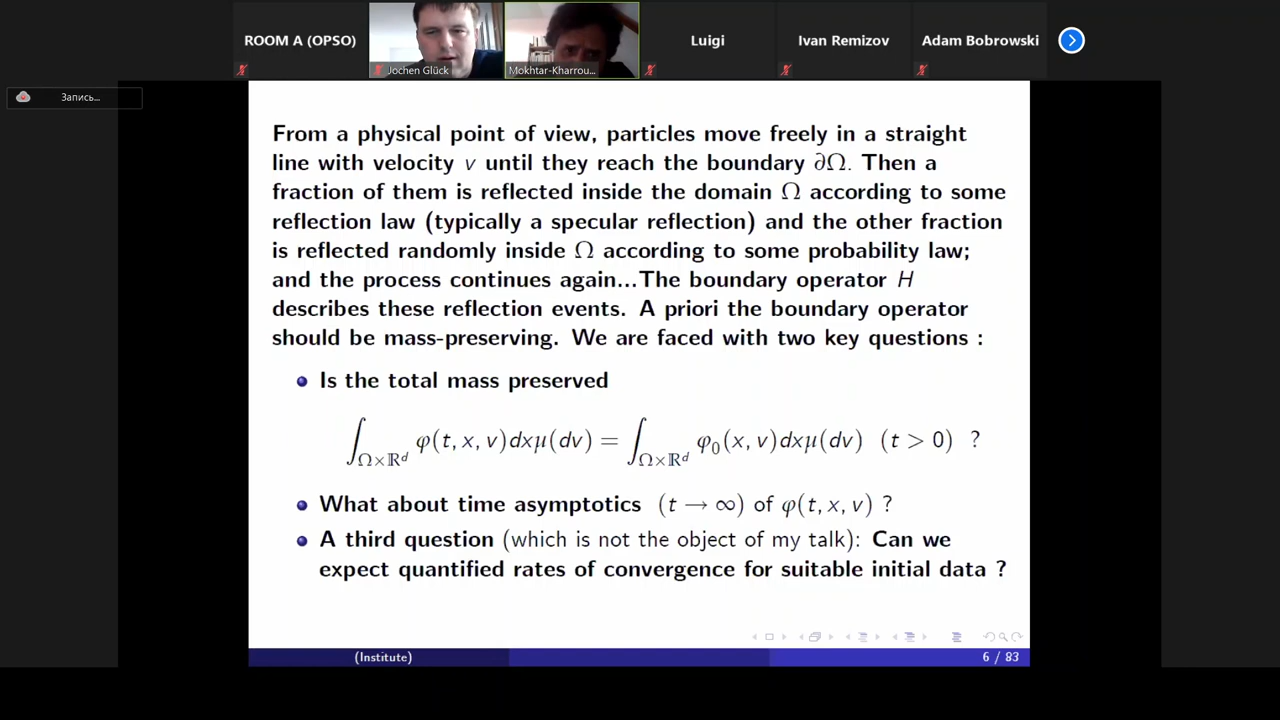 ROOM A (OPSO)
Jochen Glück
Mokhtar-Kharrou...
Luigi
Ivan Remizov
Adam Bobrowski
Запись...
From a physical point of view, particles move freely in a straight
line with velocity v until they reach the boundary ∂Ω. Then a
fraction of them is reflected inside the domain Ω according to some
reflection law (typically a specular reflection) and the other fraction
is reflected randomly inside Ω according to some probability law;
and the process continues again...The boundary operator H
describes these reflection events. A priori the boundary operator
should be mass-preserving. We are faced with two key questions :
Is the total mass preserved
∫_{Ω×ℝ^d} φ(t, x, v)dxμ(dv) = ∫_{Ω×ℝ^d} φ₀(x, v)dxμ(dv) (t > 0) ?
What about time asymptotics (t → ∞) of φ(t, x, v) ?
A third question (which is not the object of my talk): Can we
expect quantified rates of convergence for suitable initial data ?
(Institute)
6 / 83